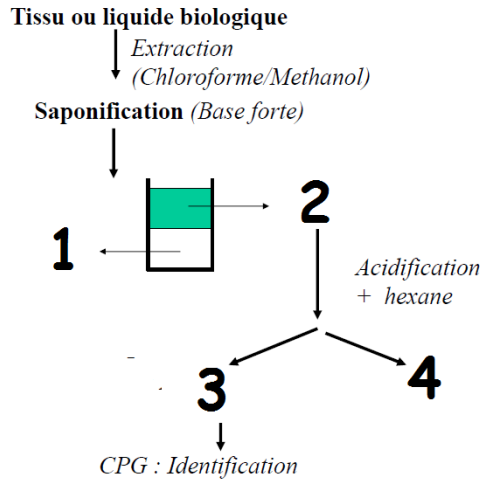 Tissu ou liquide biologique
Extraction
(Chloroforme/Methanol)
Saponification (Base forte)
2
1
Acidification
+ hexane
3
4
CPG : Identification